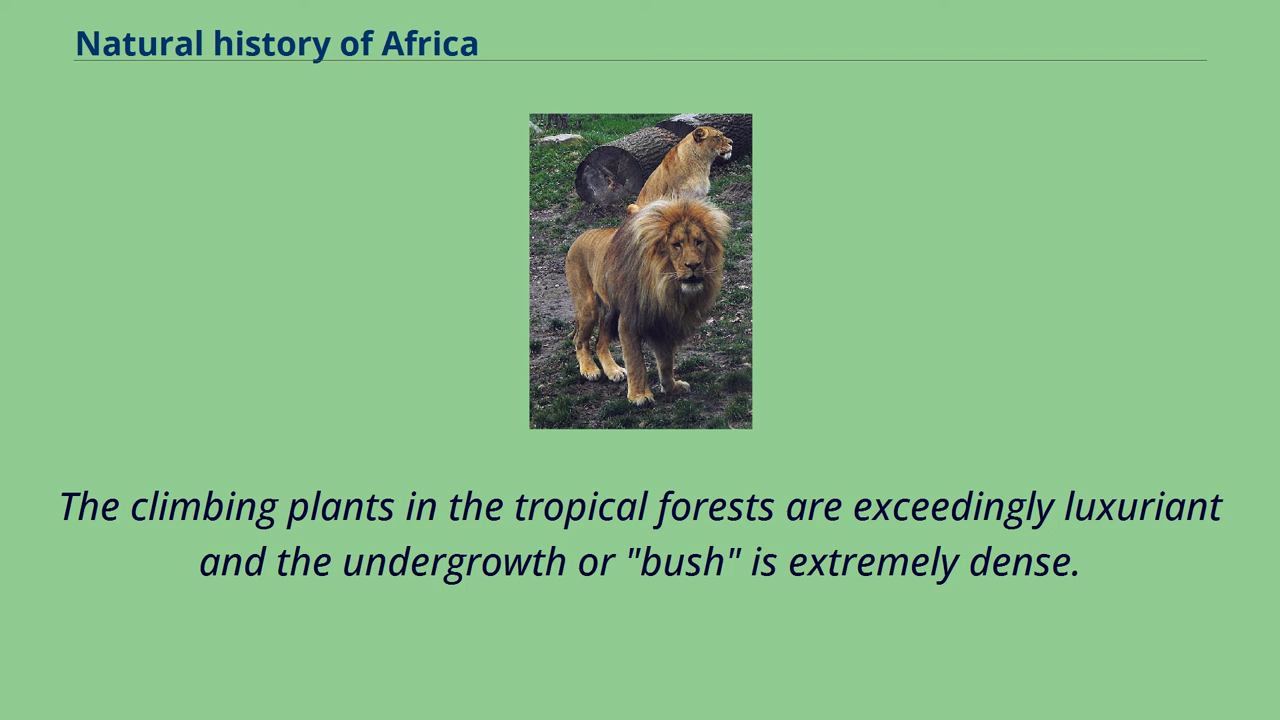 Natural history of Africa
The climbing plants in the tropical forests are exceedingly luxuriant
and the undergrowth or "bush" is extremely dense.